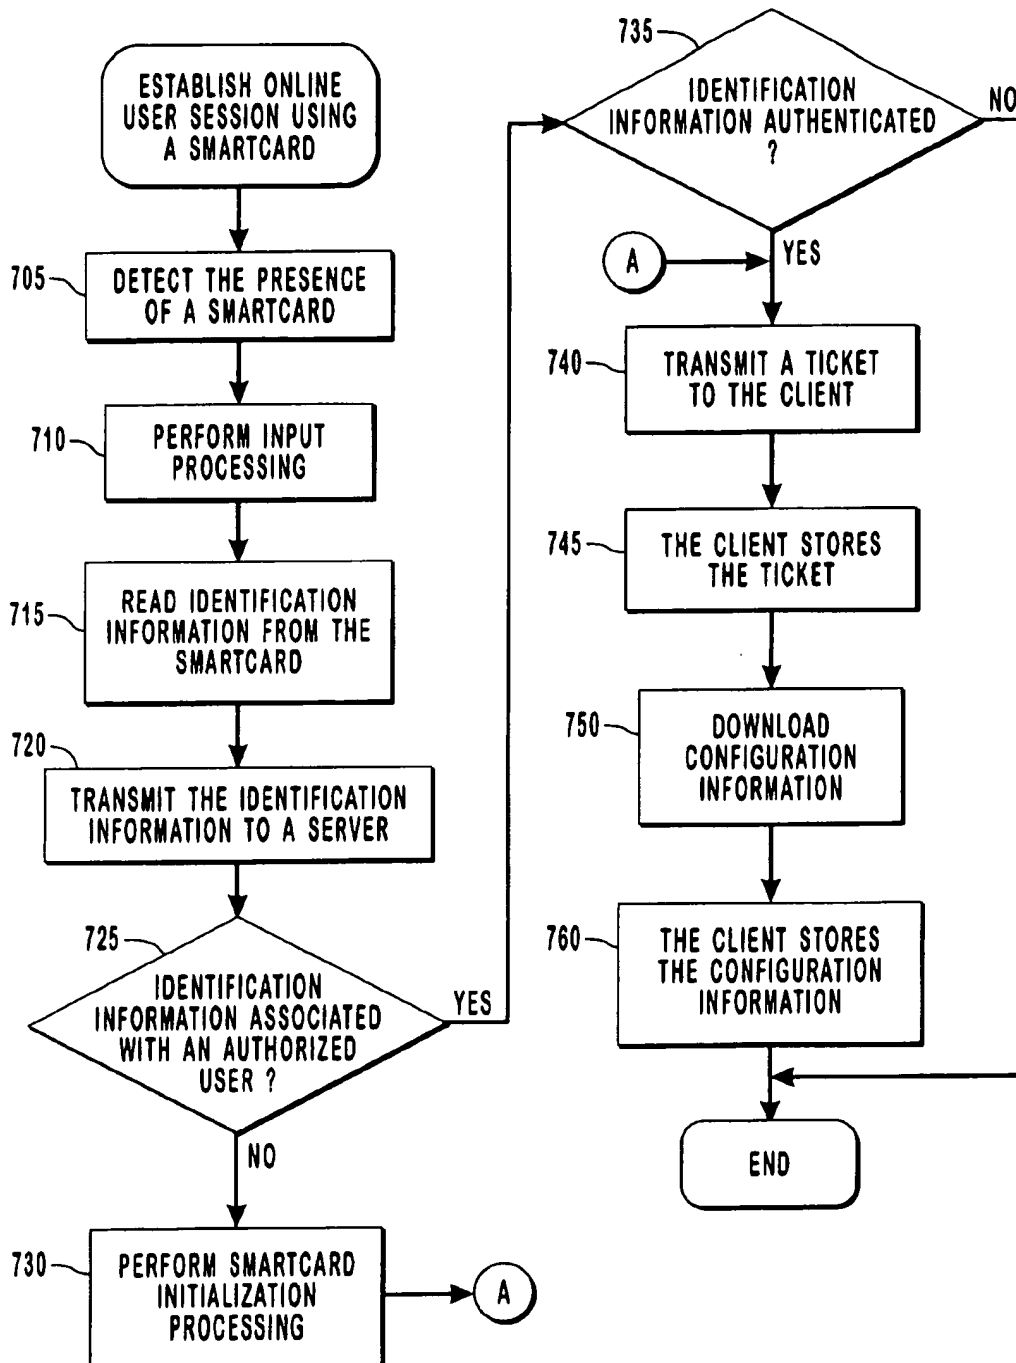 ESTABLISH ONLINE
USER SESSION USING
A SMARTCARD
705
DETECT THE PRESENCE
OF A SMARTCARD
710
PERFORM INPUT
PROCESSING
715
READ IDENTIFICATION
INFORMATION FROM THE
SMARTCARD
720
TRANSMIT THE IDENTIFICATION
INFORMATION TO A SERVER
725
IDENTIFICATION
INFORMATION ASSOCIATED
WITH AN AUTHORIZED
USER ?
YES
NO
730
PERFORM SMARTCARD
INITIALIZATION
PROCESSING
A
735
IDENTIFICATION
INFORMATION AUTHENTICATED
?
NO
YES
A
740
TRANSMIT A TICKET
TO THE CLIENT
745
THE CLIENT STORES
THE TICKET
750
DOWNLOAD
CONFIGURATION
INFORMATION
760
THE CLIENT STORES
THE CONFIGURATION
INFORMATION
END